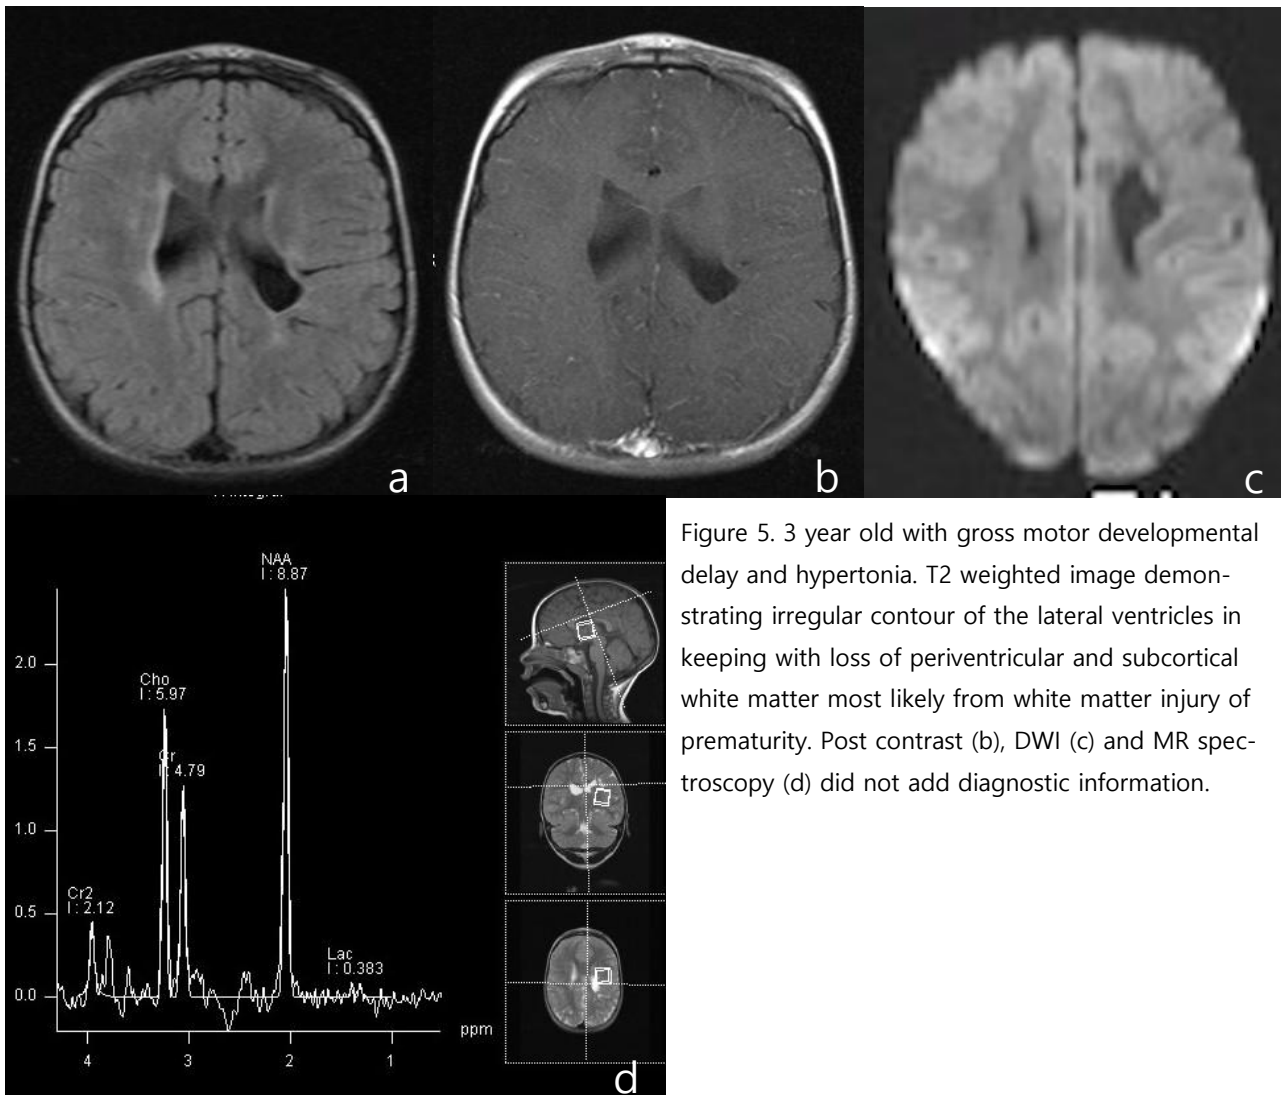 a
b
c
NAA
I : 8.87
Cho
I : 5.97
Cr
I : 4.79
Cr2
I : 2.12
Lac
I : 0.383
2.0
1.5
1.0
0.5
0.0
ppm
4
3
2
1
d
Figure 5. 3 year old with gross motor developmental
delay and hypertonia. T2 weighted image demon-
strating irregular contour of the lateral ventricles in
keeping with loss of periventricular and subcortical
white matter most likely from white matter injury of
prematurity. Post contrast (b), DWI (c) and MR spec-
troscopy (d) did not add diagnostic information.